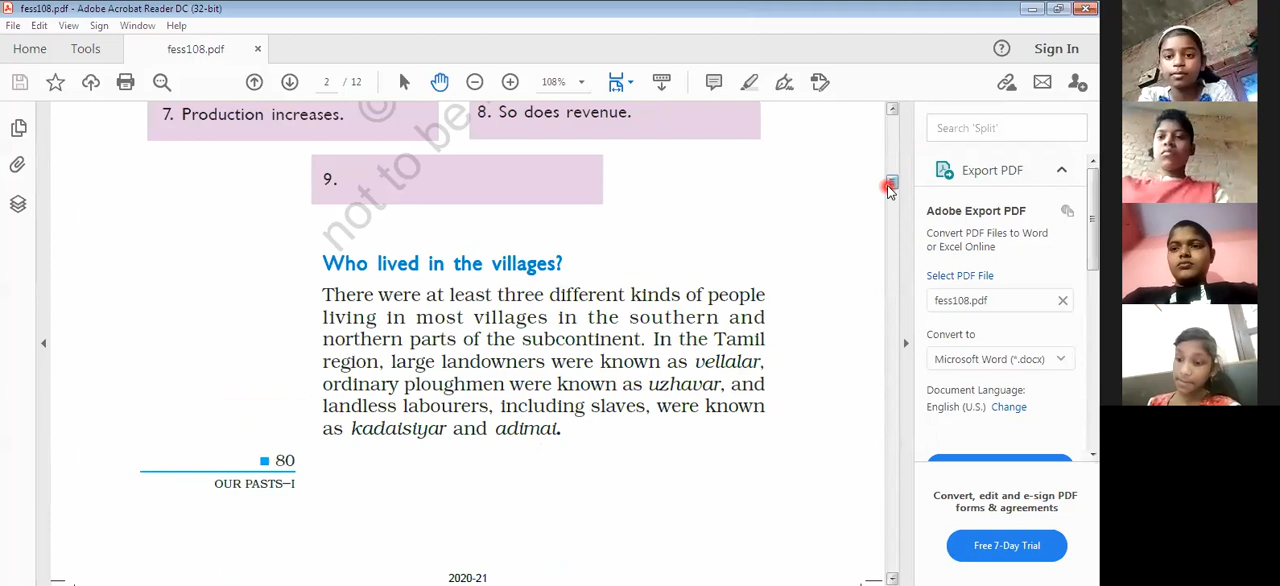 fess108.pdf - Adobe Acrobat Reader DC (32-bit)
File Edit View Sign Window Help
Home Tools fess108.pdf × Sign In
2 / 12 108%
7. Production increases. 8. So does revenue.
9.
not to be
Who lived in the villages?
There were at least three different kinds of people
living in most villages in the southern and
northern parts of the subcontinent. In the Tamil
region, large landowners were known as vellalar,
ordinary ploughmen were known as uzhavar, and
landless labourers, including slaves, were known
as kadaisiyar and adimai.
80
OUR PASTS–I
2020-21
Search 'Split'
Export PDF
Adobe Export PDF
Convert PDF Files to Word
or Excel Online
Select PDF File
fess108.pdf
Convert to
Microsoft Word (*.docx)
Document Language:
English (U.S.) Change
Convert, edit and e-sign PDF
forms & agreements
Free 7-Day Trial